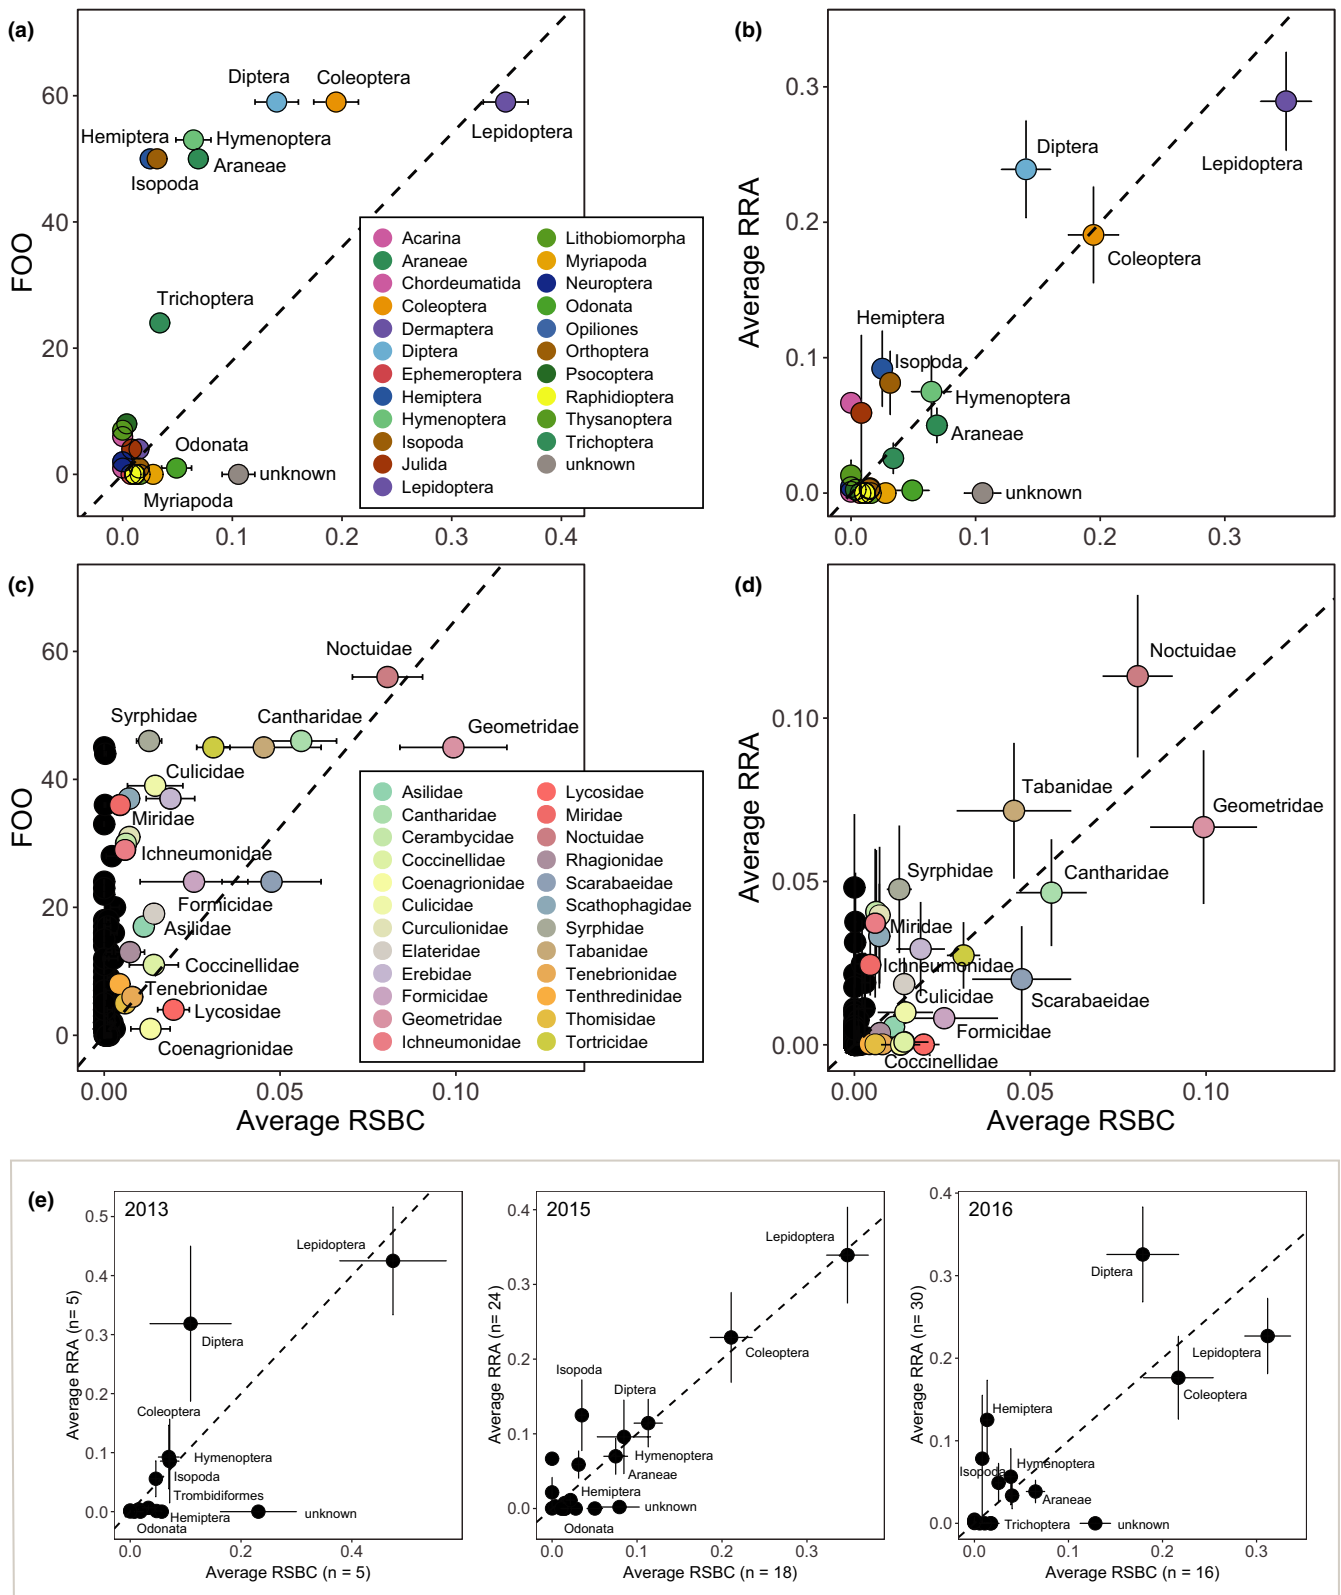 (a)
FOO
60
40
20
0
Diptera
Coleoptera
Lepidoptera
Hemiptera
Hymenoptera
Araneae
Isopoda
Trichoptera
Odonata
unknown
Myriapoda
0.0
0.1
0.2
0.3
0.4
Acarina
Araneae
Chordeumatida
Coleoptera
Dermaptera
Diptera
Ephemeroptera
Hemiptera
Hymenoptera
Isopoda
Julida
Lepidoptera
Lithobiomorpha
Myriapoda
Neuroptera
Odonata
Opiliones
Orthoptera
Psocoptera
Raphidioptera
Thysanoptera
Trichoptera
unknown
(b)
Average RRA
0.3
0.2
0.1
0.0
Diptera
Lepidoptera
Coleoptera
Hemiptera
Isopoda
Hymenoptera
Araneae
unknown
0.0
0.1
0.2
0.3
(c)
FOO
60
40
20
0
Noctuidae
Syrphidae
Cantharidae
Geometridae
Culicidae
Miridae
Ichneumonidae
Formicidae
Asilidae
Coccinellidae
Tenebrionidae
Lycosidae
Coenagrionidae
0.00
0.05
0.10
Average RSBC
Asilidae
Cantharidae
Cerambycidae
Coccinellidae
Coenagrionidae
Culicidae
Curculionidae
Elateridae
Erebidae
Formicidae
Geometridae
Ichneumonidae
Lycosidae
Miridae
Noctuidae
Rhagionidae
Scarabaeidae
Scathophagidae
Syrphidae
Tabanidae
Tenebrionidae
Tenthredinidae
Thomisidae
Tortricidae
(d)
Average RRA
0.10
0.05
0.00
Noctuidae
Tabanidae
Geometridae
Syrphidae
Cantharidae
Miridae
Ichneumonidae
Scarabaeidae
Culicidae
Formicidae
Coccinellidae
0.00
0.05
0.10
Average RSBC
(e)
2013
Average RRA (n= 5)
0.5
0.4
0.3
0.2
0.1
0.0
Lepidoptera
Diptera
Coleoptera
Hymenoptera
Isopoda
Trombidiformes
Hemiptera
unknown
Odonata
0.0
0.2
0.4
Average RSBC (n = 5)
2015
Average RRA (n= 24)
0.4
0.3
0.2
0.1
0.0
Lepidoptera
Coleoptera
Isopoda
Diptera
Hymenoptera
Araneae
Hemiptera
unknown
Odonata
0.0
0.1
0.2
0.3
Average RSBC (n = 18)
2016
Average RRA (n= 30)
0.4
0.3
0.2
0.1
0.0
Diptera
Lepidoptera
Coleoptera
Hemiptera
Isopoda
Hymenoptera
Araneae
Trichoptera
unknown
0.0
0.1
0.2
0.3
Average RSBC (n = 16)